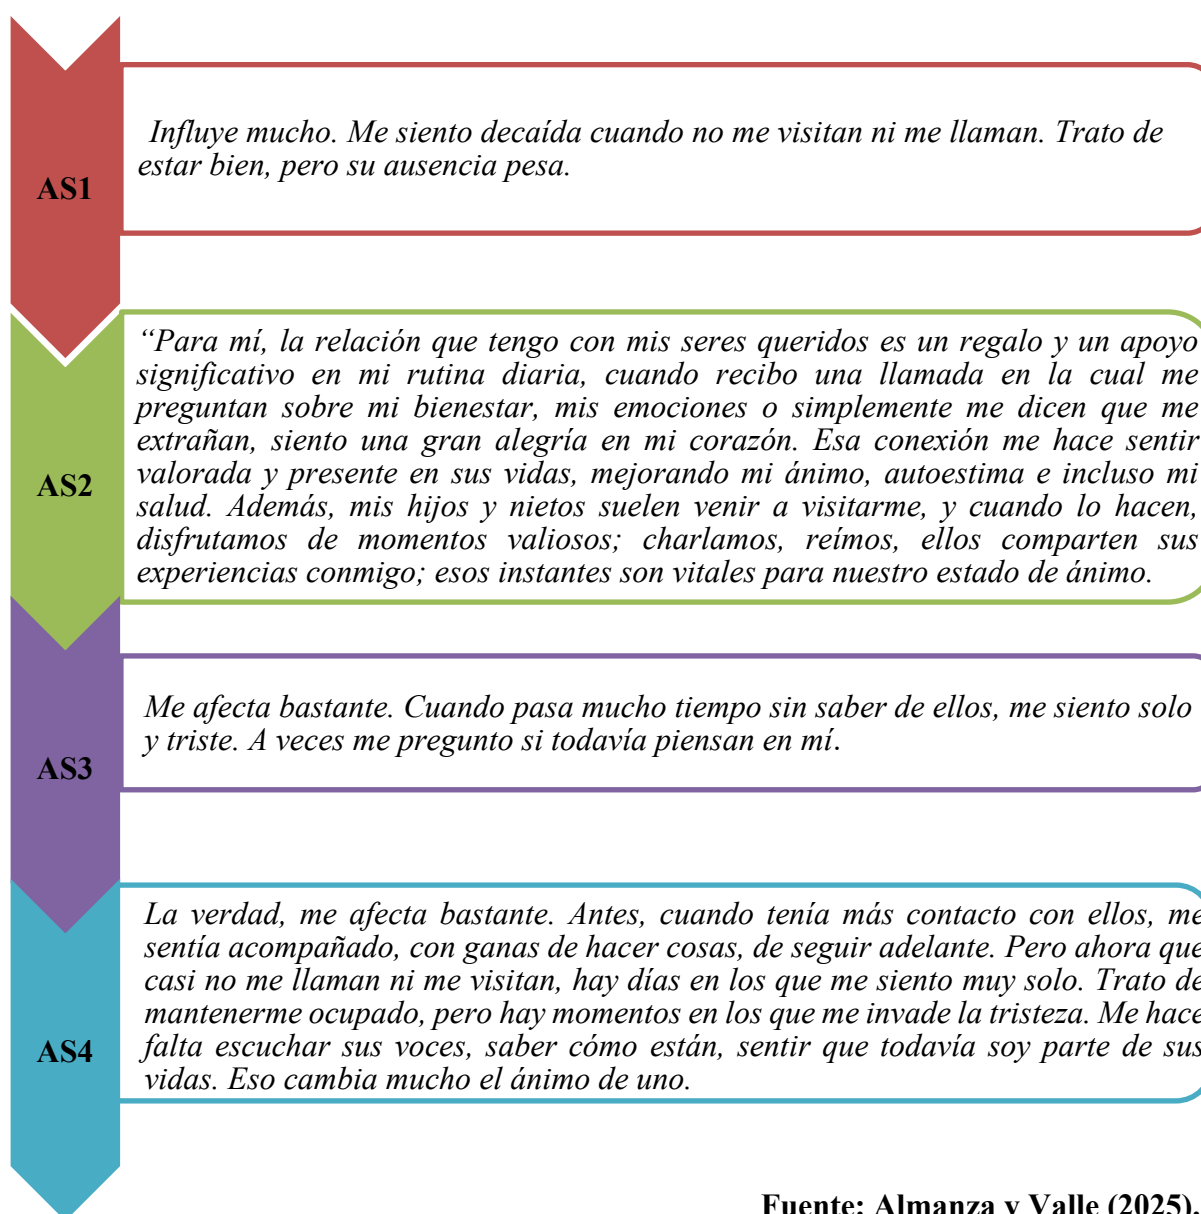 Influye mucho. Me siento decaída cuando no me visitan ni me llaman. Trato de
estar bien, pero su ausencia pesa.
AS1
“Para mí, la relación que tengo con mis seres queridos es un regalo y un apoyo
significativo en mi rutina diaria, cuando recibo una llamada en la cual me
preguntan sobre mi bienestar, mis emociones o simplemente me dicen que me
extrañan, siento una gran alegría en mi corazón. Esa conexión me hace sentir
valorada y presente en sus vidas, mejorando mi ánimo, autoestima e incluso mi
salud. Además, mis hijos y nietos suelen venir a visitarme, y cuando lo hacen,
disfrutamos de momentos valiosos; charlamos, reímos, ellos comparten sus
experiencias conmigo; esos instantes son vitales para nuestro estado de ánimo.
AS2
Me afecta bastante. Cuando pasa mucho tiempo sin saber de ellos, me siento solo
y triste. A veces me pregunto si todavía piensan en mí.
AS3
La verdad, me afecta bastante. Antes, cuando tenía más contacto con ellos, me
sentía acompañado, con ganas de hacer cosas, de seguir adelante. Pero ahora que
casi no me llaman ni me visitan, hay días en los que me siento muy solo. Trato de
mantenerme ocupado, pero hay momentos en los que me invade la tristeza. Me hace
falta escuchar sus voces, saber cómo están, sentir que todavía soy parte de sus
vidas. Eso cambia mucho el ánimo de uno.
AS4
Fuente: Almanza y Valle (2025).